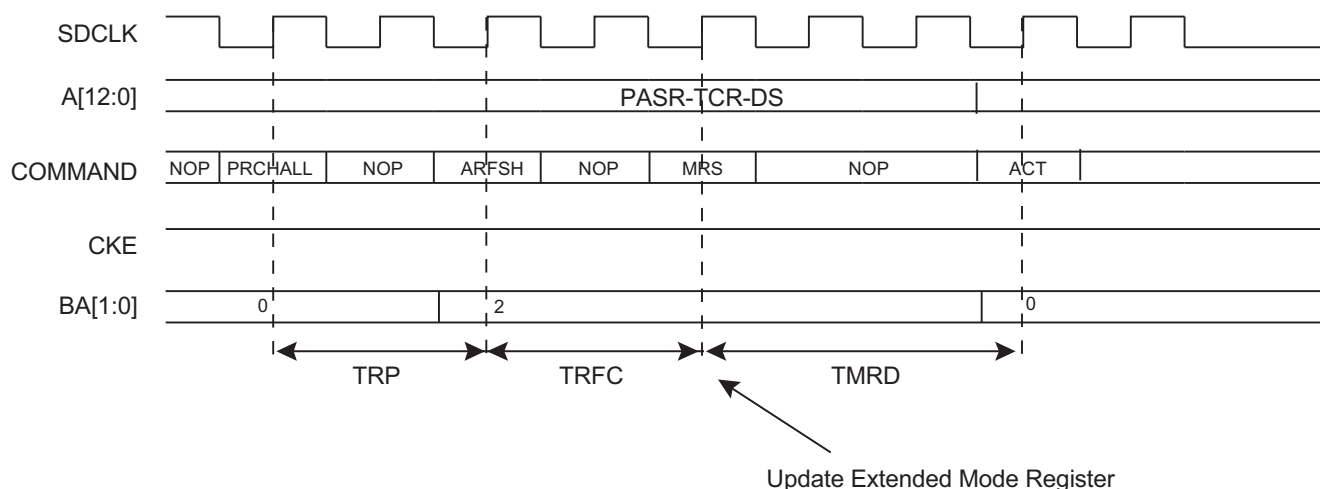 SDCLK
A[12:0] PASR-TCR-DS
COMMAND NOP PRCHALL NOP ARFSH NOP MRS NOP ACT
CKE
BA[1:0] 0 2 0
TRP TRFC TMRD
Update Extended Mode Register